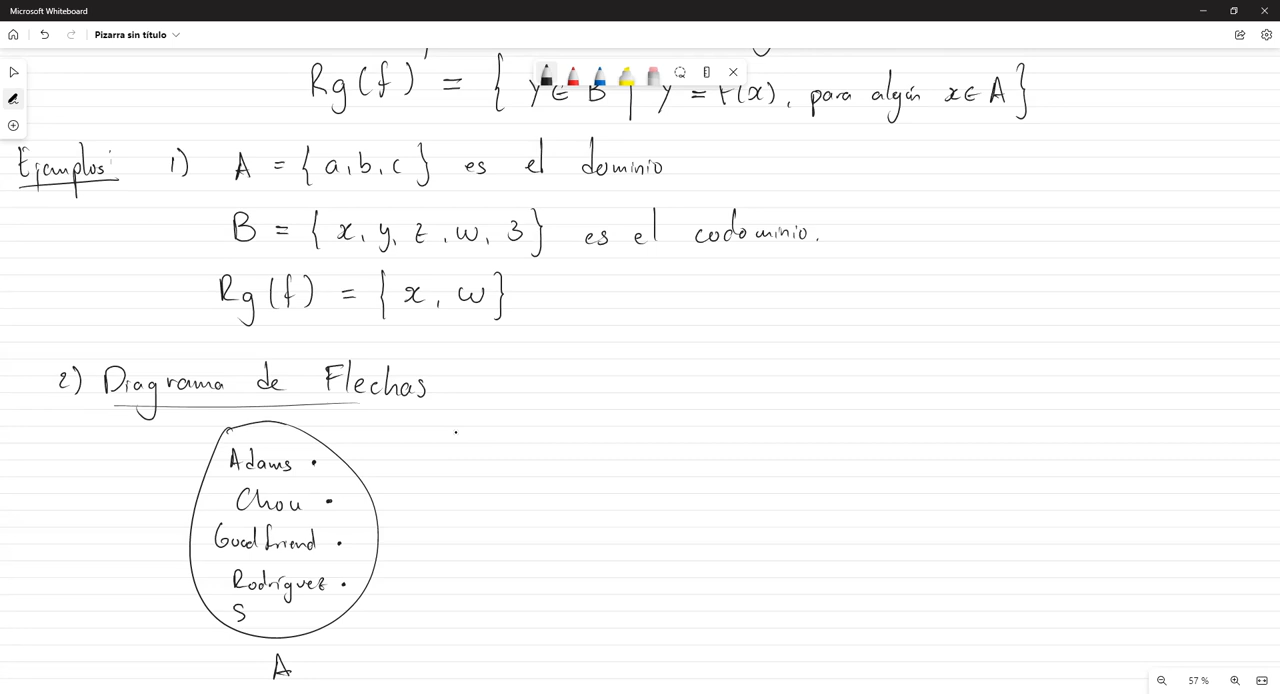 Microsoft Whiteboard
Pizarra sin título
Rg(f) = { y ∈ B | y = f(x), para algún x ∈ A }
Ejemplos: 1) A = { a, b, c } es el dominio
B = { x, y, z, w, 3 } es el codominio.
Rg(f) = { x, w }
2) Diagrama de Flechas
Adams •
Chou •
Goodfriend •
Rodríguez •
S
A
57 %